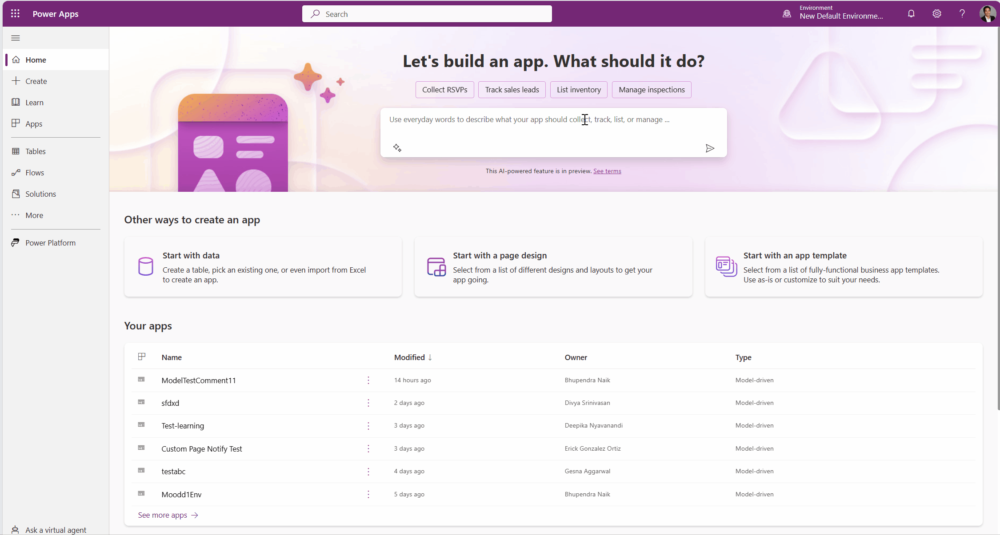 Power Apps
Search
Environment
New Default Environme...
Home
Create
Learn
Apps
Tables
Flows
Solutions
More
Power Platform
Ask a virtual agent
Let's build an app. What should it do?
Collect RSVPs
Track sales leads
List inventory
Manage inspections
Use everyday words to describe what your app should collect, track, list, or manage ...
This AI-powered feature is in preview. See terms
Other ways to create an app
Start with data
Create a table, pick an existing one, or even import from Excel
to create an app.
Start with a page design
Select from a list of different designs and layouts to get your
app going.
Start with an app template
Select from a list of fully-functional business app templates.
Use as-is or customize to suit your needs.
Your apps
Name Modified ↓ Owner Type
ModelTestComment11 14 hours ago Bhupendra Naik Model-driven
sfdxd 2 days ago Divya Srinivasan Model-driven
Test-learning 3 days ago Deepika Nyavanandi Model-driven
Custom Page Notify Test 3 days ago Erick Gonzalez Ortiz Model-driven
testabc 4 days ago Gesna Aggarwal Model-driven
Moodd1Env 5 days ago Bhupendra Naik Model-driven
See more apps →